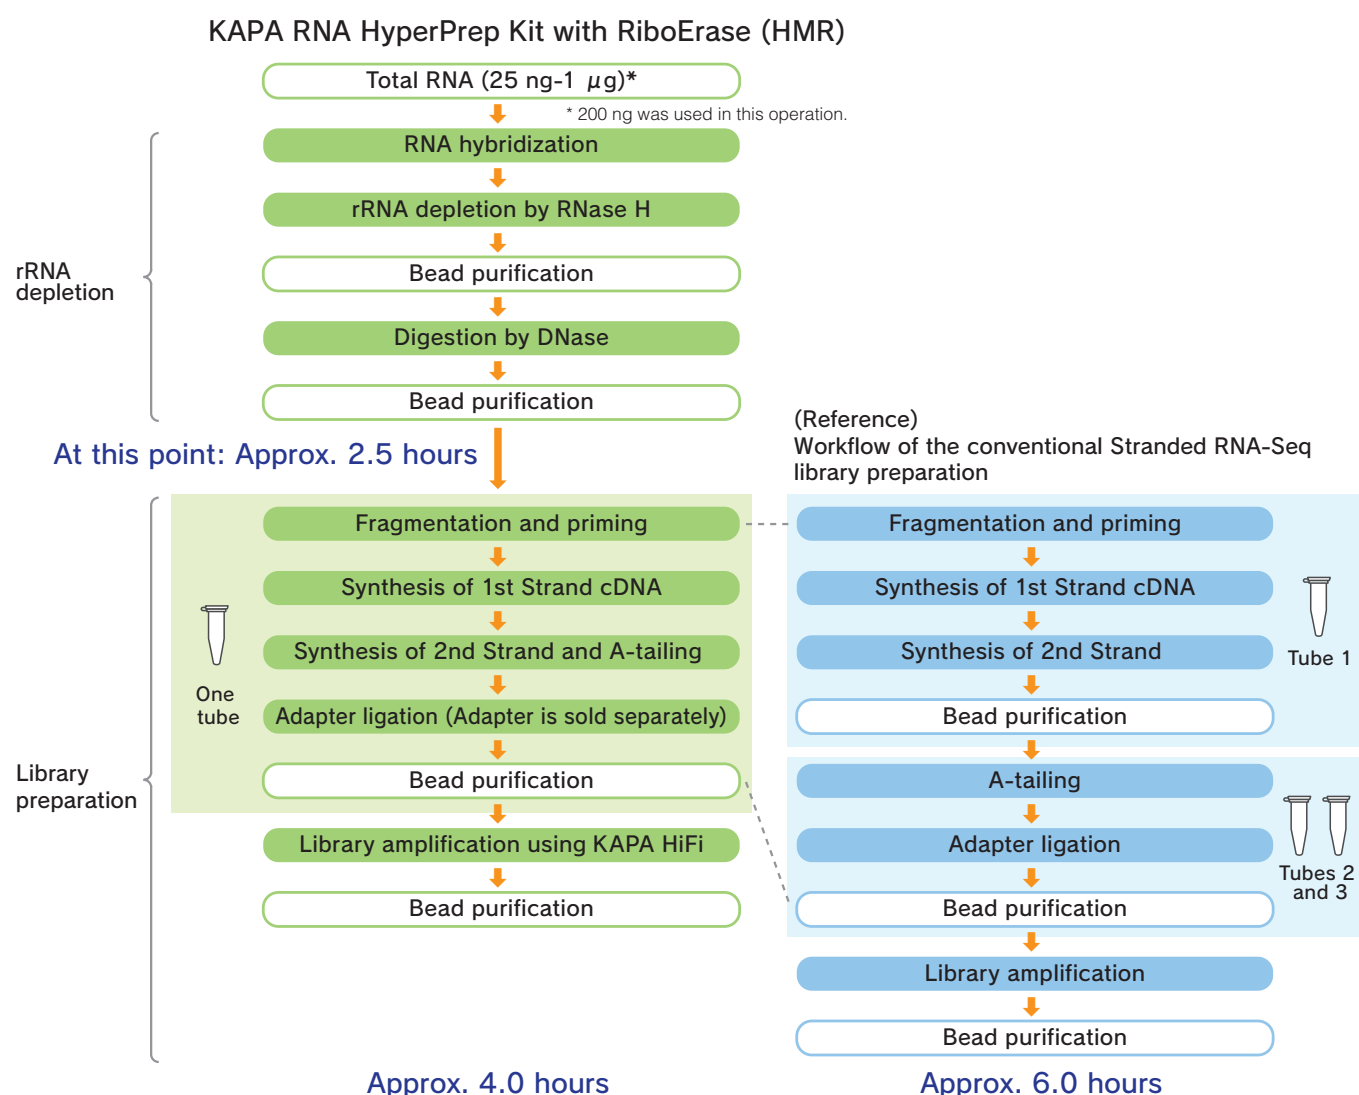 KAPA RNA HyperPrep Kit with RiboErase (HMR)
Total RNA (25 ng-1 μg)*
* 200 ng was used in this operation.
RNA hybridization
rRNA depletion by RNase H
Bead purification
Digestion by DNase
Bead purification
rRNA
depletion
At this point: Approx. 2.5 hours
Fragmentation and priming
Synthesis of 1st Strand cDNA
Synthesis of 2nd Strand and A-tailing
Adapter ligation (Adapter is sold separately)
Bead purification
One
tube
Library amplification using KAPA HiFi
Bead purification
Library
preparation
Approx. 4.0 hours
(Reference)
Workflow of the conventional Stranded RNA-Seq
library preparation
Fragmentation and priming
Synthesis of 1st Strand cDNA
Synthesis of 2nd Strand
Bead purification
Tube 1
A-tailing
Adapter ligation
Bead purification
Tubes 2
and 3
Library amplification
Bead purification
Approx. 6.0 hours